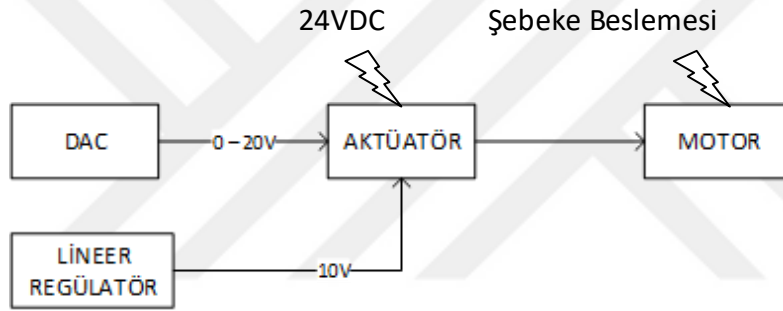 24VDC
Şebeke Beslemesi
DAC
0 – 20V
AKTÜATÖR
MOTOR
LİNEER
REGÜLATÖR
10V